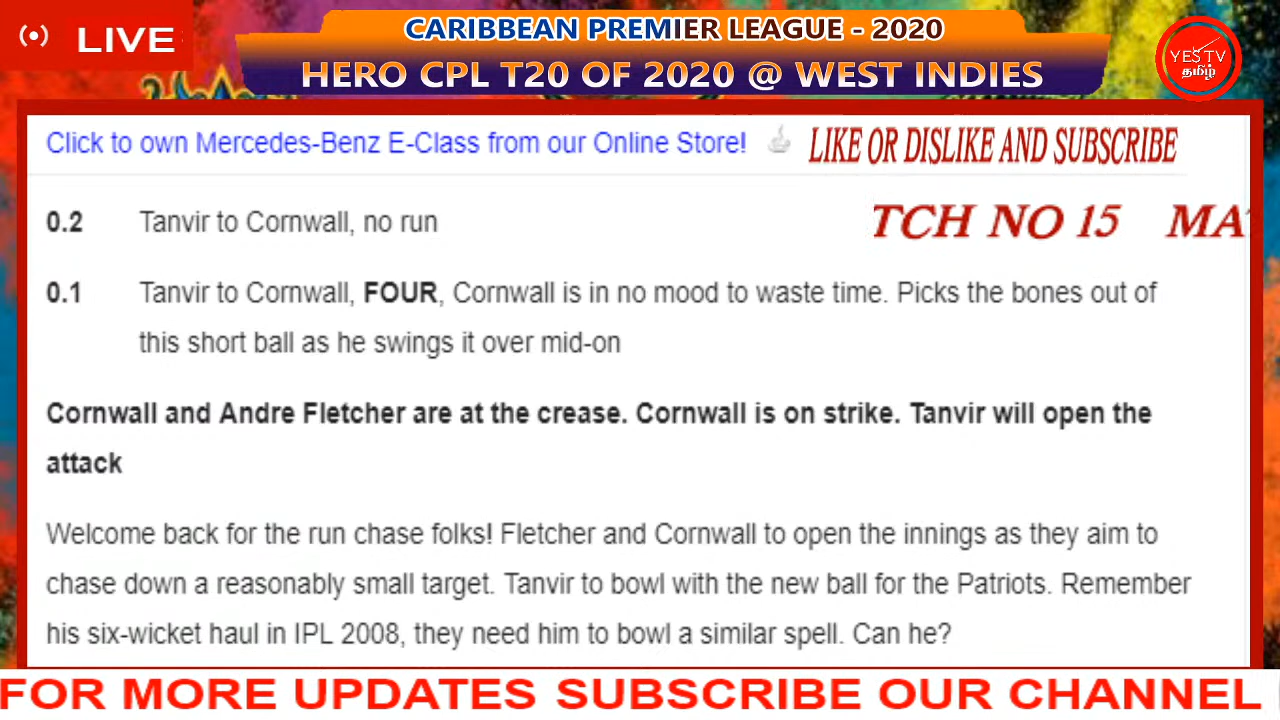 LIVE
CARIBBEAN PREMIER LEAGUE - 2020
HERO CPL T20 OF 2020 @ WEST INDIES
YES TV
தமிழ்
Click to own Mercedes-Benz E-Class from our Online Store!
LIKE OR DISLIKE AND SUBSCRIBE
0.2 Tanvir to Cornwall, no run
TCH NO 15 MAT
0.1 Tanvir to Cornwall, FOUR, Cornwall is in no mood to waste time. Picks the bones out of
this short ball as he swings it over mid-on
Cornwall and Andre Fletcher are at the crease. Cornwall is on strike. Tanvir will open the
attack
Welcome back for the run chase folks! Fletcher and Cornwall to open the innings as they aim to
chase down a reasonably small target. Tanvir to bowl with the new ball for the Patriots. Remember
his six-wicket haul in IPL 2008, they need him to bowl a similar spell. Can he?
FOR MORE UPDATES SUBSCRIBE OUR CHANNEL